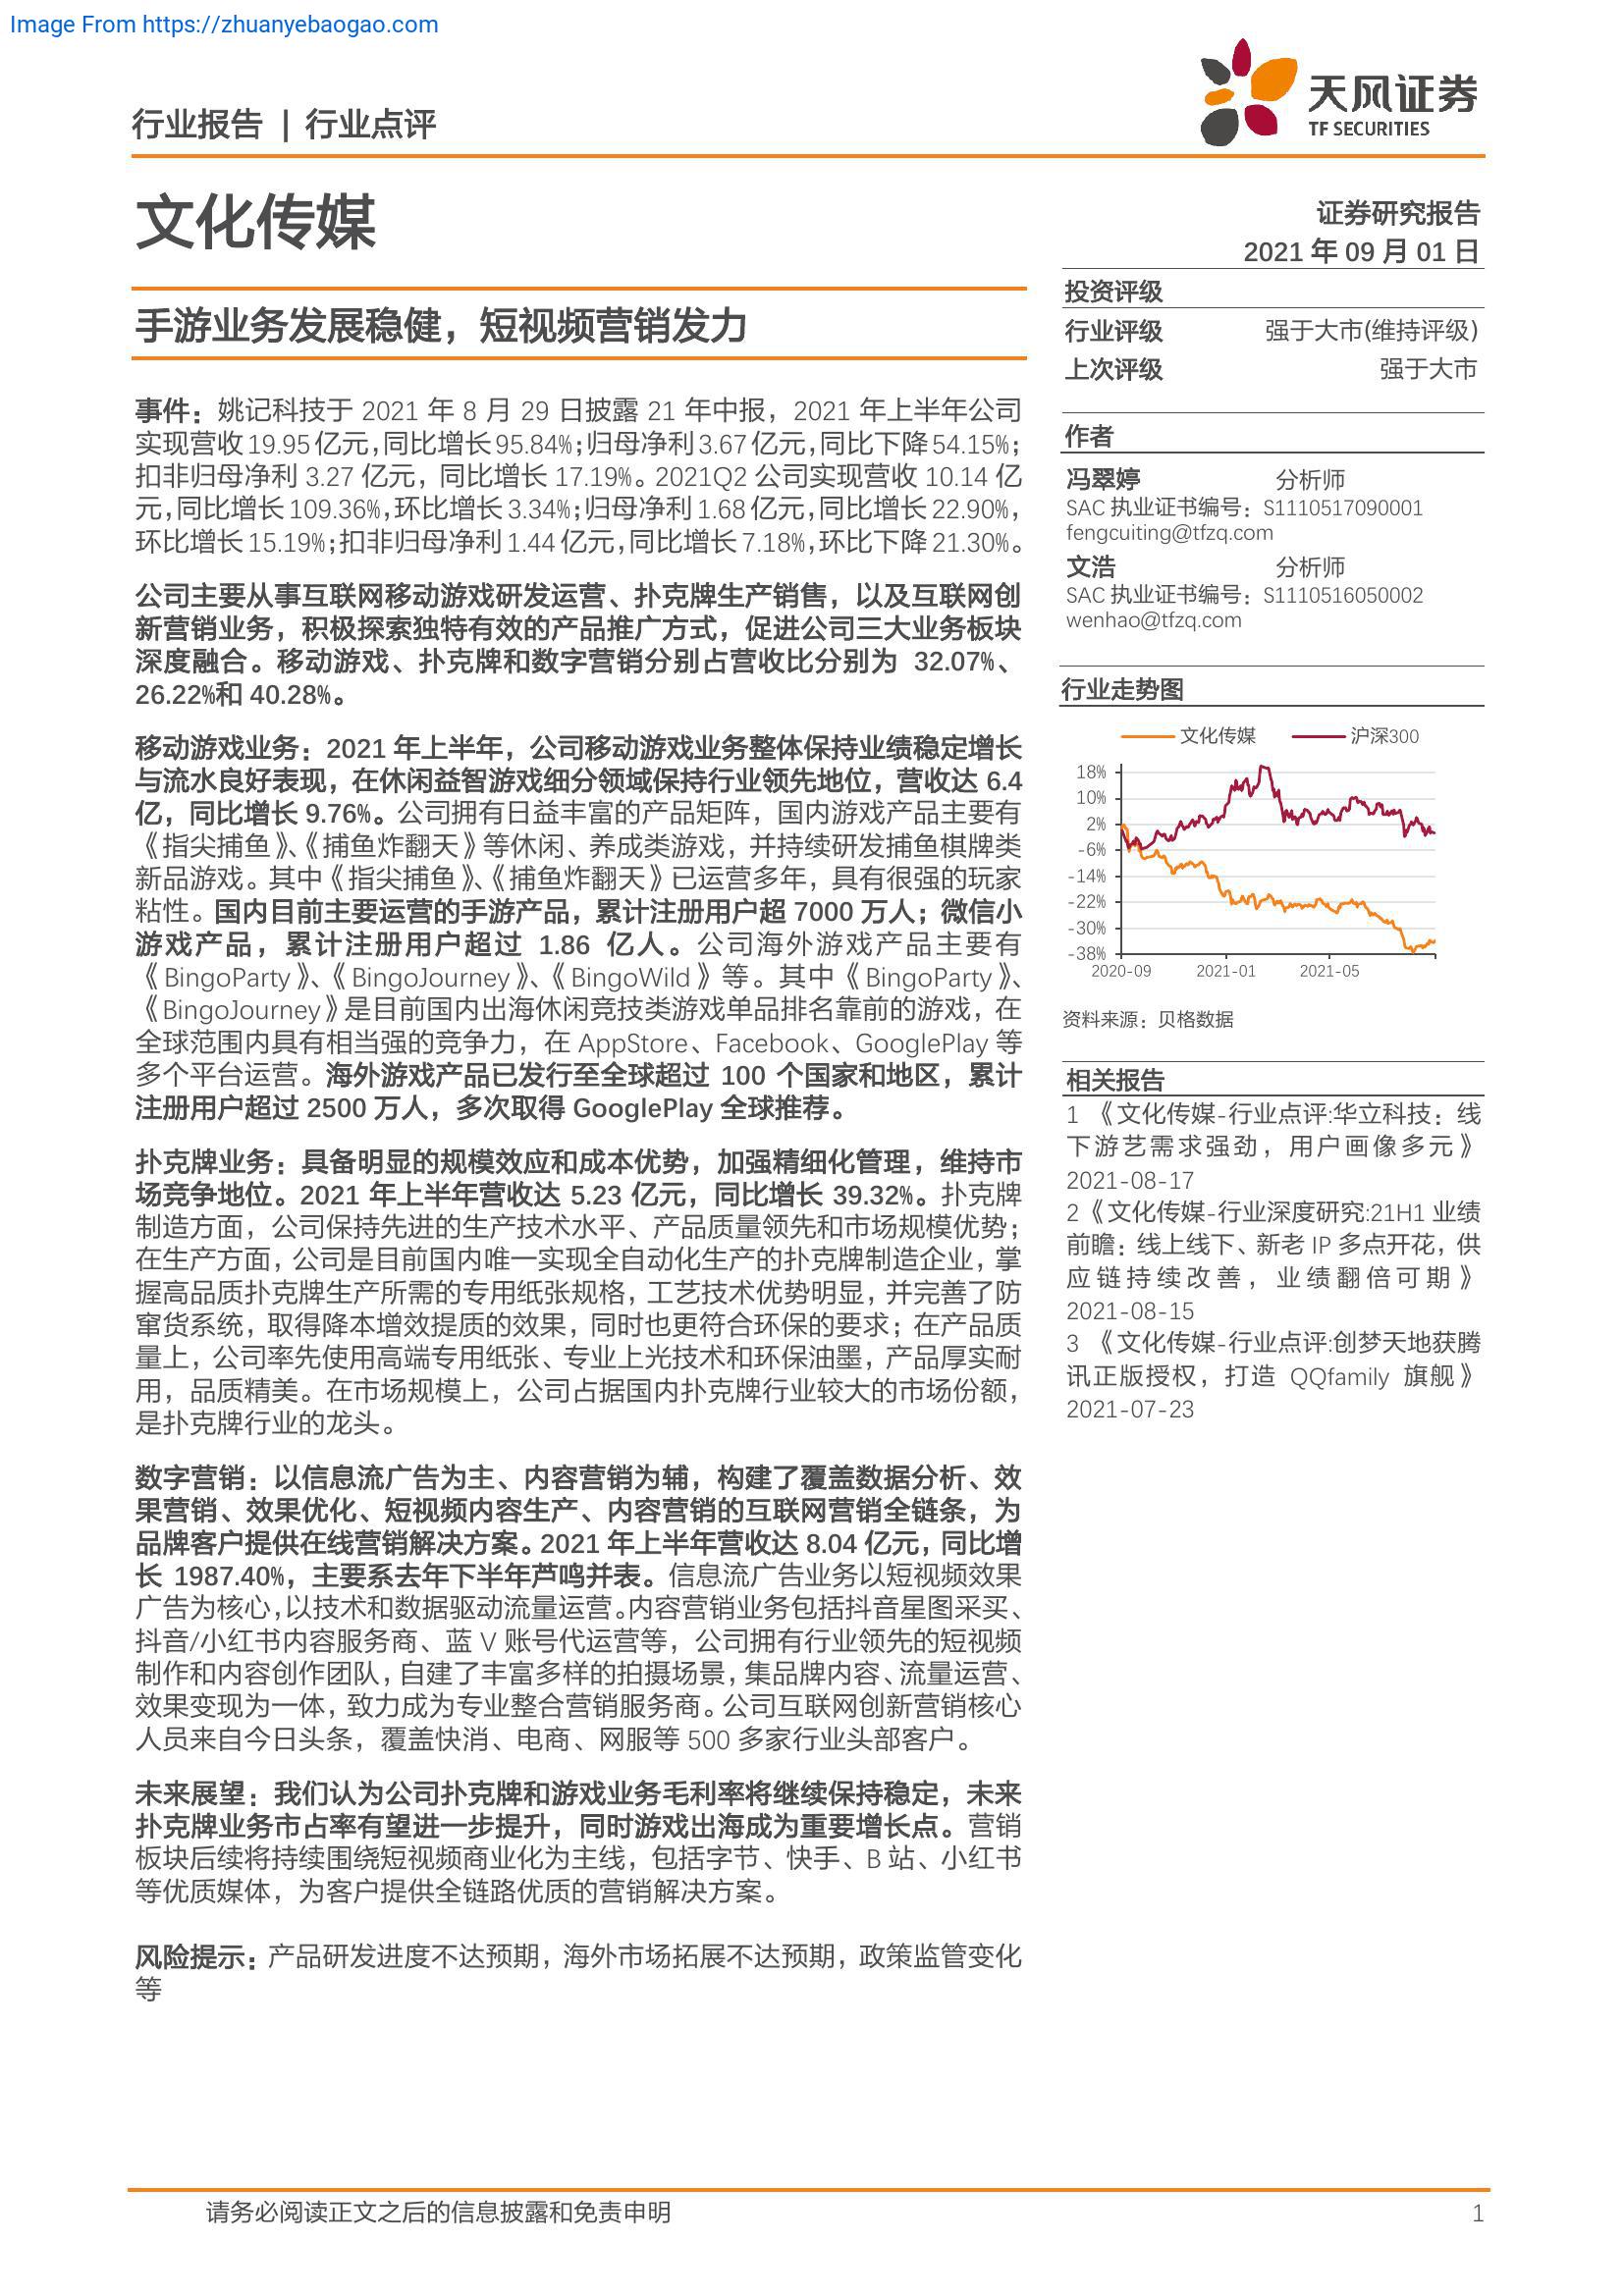 Image From https://zhuanyebaogao.com
行业报告 | 行业点评
天风证券
TF SECURITIES
文化传媒
手游业务发展稳健，短视频营销发力
事件：姚记科技于 2021 年 8 月 29 日披露 21 年中报，2021 年上半年公司
实现营收 19.95 亿元，同比增长 95.84%；归母净利 3.67 亿元，同比下降 54.15%；
扣非归母净利 3.27 亿元，同比增长 17.19%。2021Q2 公司实现营收 10.14 亿
元，同比增长 109.36%，环比增长 3.34%；归母净利 1.68 亿元，同比增长 22.90%，
环比增长 15.19%；扣非归母净利 1.44 亿元，同比增长 7.18%，环比下降 21.30%。
公司主要从事互联网移动游戏研发运营、扑克牌生产销售，以及互联网创
新营销业务，积极探索独特有效的产品推广方式，促进公司三大业务板块
深度融合。移动游戏、扑克牌和数字营销分别占营收比分别为 32.07%、
26.22%和 40.28%。
移动游戏业务：2021 年上半年，公司移动游戏业务整体保持业绩稳定增长
与流水良好表现，在休闲益智游戏细分领域保持行业领先地位，营收达 6.4
亿，同比增长 9.76%。公司拥有日益丰富的产品矩阵，国内游戏产品主要有
《指尖捕鱼》、《捕鱼炸翻天》等休闲、养成类游戏，并持续研发捕鱼棋牌类
新品游戏。其中《指尖捕鱼》、《捕鱼炸翻天》已运营多年，具有很强的玩家
粘性。国内目前主要运营的手游产品，累计注册用户超 7000 万人；微信小
游戏产品，累计注册用户超过 1.86 亿人。公司海外游戏产品主要有
《BingoParty》、《BingoJourney》、《BingoWild》等。其中《BingoParty》、
《BingoJourney》是目前国内出海休闲竞技类游戏单品排名靠前的游戏，在
全球范围内具有相当强的竞争力，在 AppStore、Facebook、GooglePlay 等
多个平台运营。海外游戏产品已发行至全球超过 100 个国家和地区，累计
注册用户超过 2500 万人，多次取得 GooglePlay 全球推荐。
扑克牌业务：具备明显的规模效应和成本优势，加强精细化管理，维持市
场竞争地位。2021 年上半年营收达 5.23 亿元，同比增长 39.32%。扑克牌
制造方面，公司保持先进的生产技术水平、产品质量领先和市场规模优势；
在生产方面，公司是目前国内唯一实现全自动化生产的扑克牌制造企业，掌
握高品质扑克牌生产所需的专用纸张规格，工艺技术优势明显，并完善了防
窜货系统，取得降本增效提质的效果，同时也更符合环保的要求；在产品质
量上，公司率先使用高端专用纸张、专业上光技术和环保油墨，产品厚实耐
用，品质精美。在市场规模上，公司占据国内扑克牌行业较大的市场份额，
是扑克牌行业的龙头。
数字营销：以信息流广告为主、内容营销为辅，构建了覆盖数据分析、效
果营销、效果优化、短视频内容生产、内容营销的互联网营销全链条，为
品牌客户提供在线营销解决方案。2021 年上半年营收达 8.04 亿元，同比增
长 1987.40%，主要系去年下半年芦鸣并表。信息流广告业务以短视频效果
广告为核心，以技术和数据驱动流量运营。内容营销业务包括抖音星图采买、
抖音/小红书内容服务商、蓝 V 账号代运营等，公司拥有行业领先的短视频
制作和内容创作团队，自建了丰富多样的拍摄场景，集品牌内容、流量运营、
效果变现为一体，致力成为专业整合营销服务商。公司互联网创新营销核心
人员来自今日头条，覆盖快消、电商、网服等 500 多家行业头部客户。
未来展望：我们认为公司扑克牌和游戏业务毛利率将继续保持稳定，未来
扑克牌业务市占率有望进一步提升，同时游戏出海成为重要增长点。营销
板块后续将持续围绕短视频商业化为主线，包括字节、快手、B 站、小红书
等优质媒体，为客户提供全链路优质的营销解决方案。
风险提示：产品研发进度不达预期，海外市场拓展不达预期，政策监管变化
等
证券研究报告
2021 年 09 月 01 日
投资评级
行业评级 强于大市(维持评级)
上次评级 强于大市
作者
冯翠婷 分析师
SAC 执业证书编号：S1110517090001
fengcuiting@tfzq.com
文浩 分析师
SAC 执业证书编号：S1110516050002
wenhao@tfzq.com
行业走势图
文化传媒 沪深300
18%
10%
2%
-6%
-14%
-22%
-30%
-38%
2020-09 2021-01 2021-05
资料来源：贝格数据
相关报告
1 《文化传媒-行业点评:华立科技：线
下游艺需求强劲，用户画像多元》
2021-08-17
2《文化传媒-行业深度研究:21H1 业绩
前瞻：线上线下、新老 IP 多点开花，供
应链持续改善，业绩翻倍可期》
2021-08-15
3 《文化传媒-行业点评:创梦天地获腾
讯正版授权，打造 QQfamily 旗舰》
2021-07-23
请务必阅读正文之后的信息披露和免责申明 1